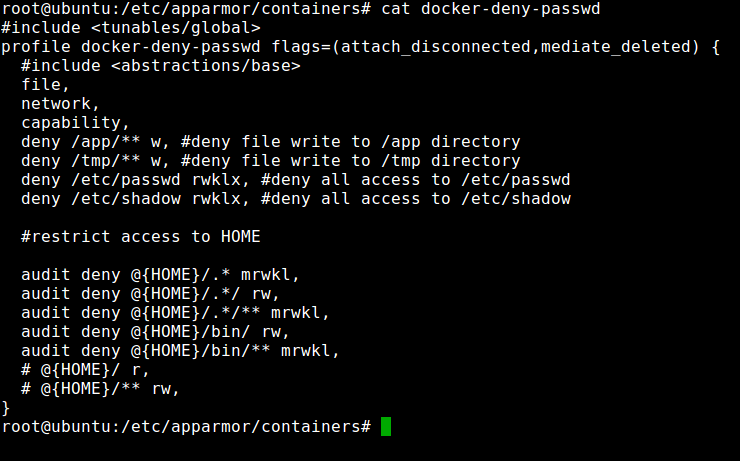 root@ubuntu:/etc/apparmor/containers# cat docker-deny-passwd
#include <tunables/global>
profile docker-deny-passwd flags=(attach_disconnected,mediate_deleted) {
  #include <abstractions/base>
  file,
  network,
  capability,
  deny /app/** w, #deny file write to /app directory
  deny /tmp/** w, #deny file write to /tmp directory
  deny /etc/passwd rwklx, #deny all access to /etc/passwd
  deny /etc/shadow rwklx, #deny all access to /etc/shadow

  #restrict access to HOME

  audit deny @{HOME}/.* mrwkl,
  audit deny @{HOME}/.*/ rw,
  audit deny @{HOME}/.*/** mrwkl,
  audit deny @{HOME}/bin/ rw,
  audit deny @{HOME}/bin/** mrwkl,
  # @{HOME}/ r,
  # @{HOME}/** rw,
}
root@ubuntu:/etc/apparmor/containers#